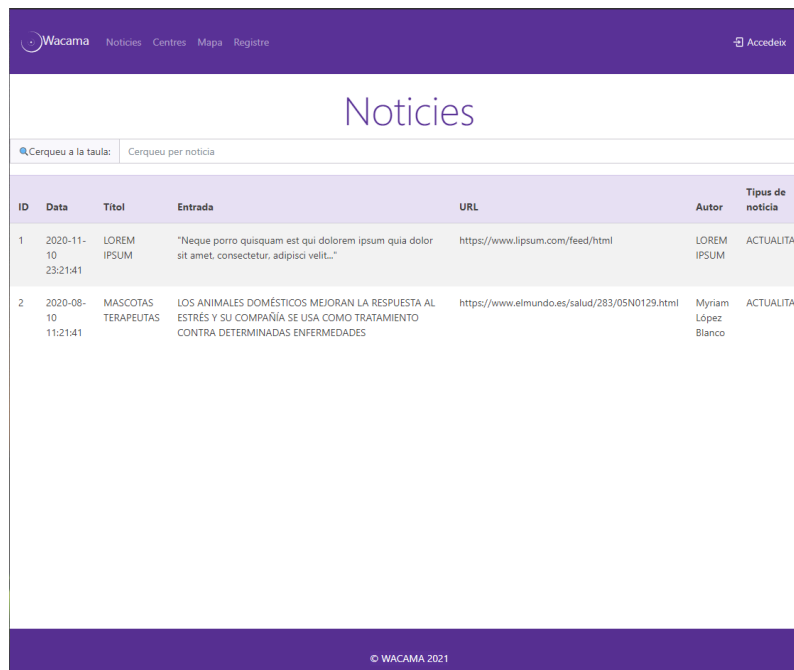 Wacama Noticies Centres Mapa Registre Accedeix
Noticies
Cerqueu a la taula: Cerqueu per noticia
ID Data Títol Entrada URL Autor Tipus de noticia
1 2020-11-10 23:21:41 LOREM IPSUM "Neque porro quisquam est qui dolorem ipsum quia dolor sit amet, consectetur, adipisci velit..." https://www.lipsum.com/feed/html LOREM IPSUM ACTUALITA
2 2020-08-10 11:21:41 MASCOTAS TERAPEUTAS LOS ANIMALES DOMÉSTICOS MEJORAN LA RESPUESTA AL ESTRÉS Y SU COMPAÑÍA SE USA COMO TRATAMIENTO CONTRA DETERMINADAS ENFERMEDADES https://www.elmundo.es/salud/283/05N0129.html Myriam López Blanco ACTUALITA
© WACAMA 2021